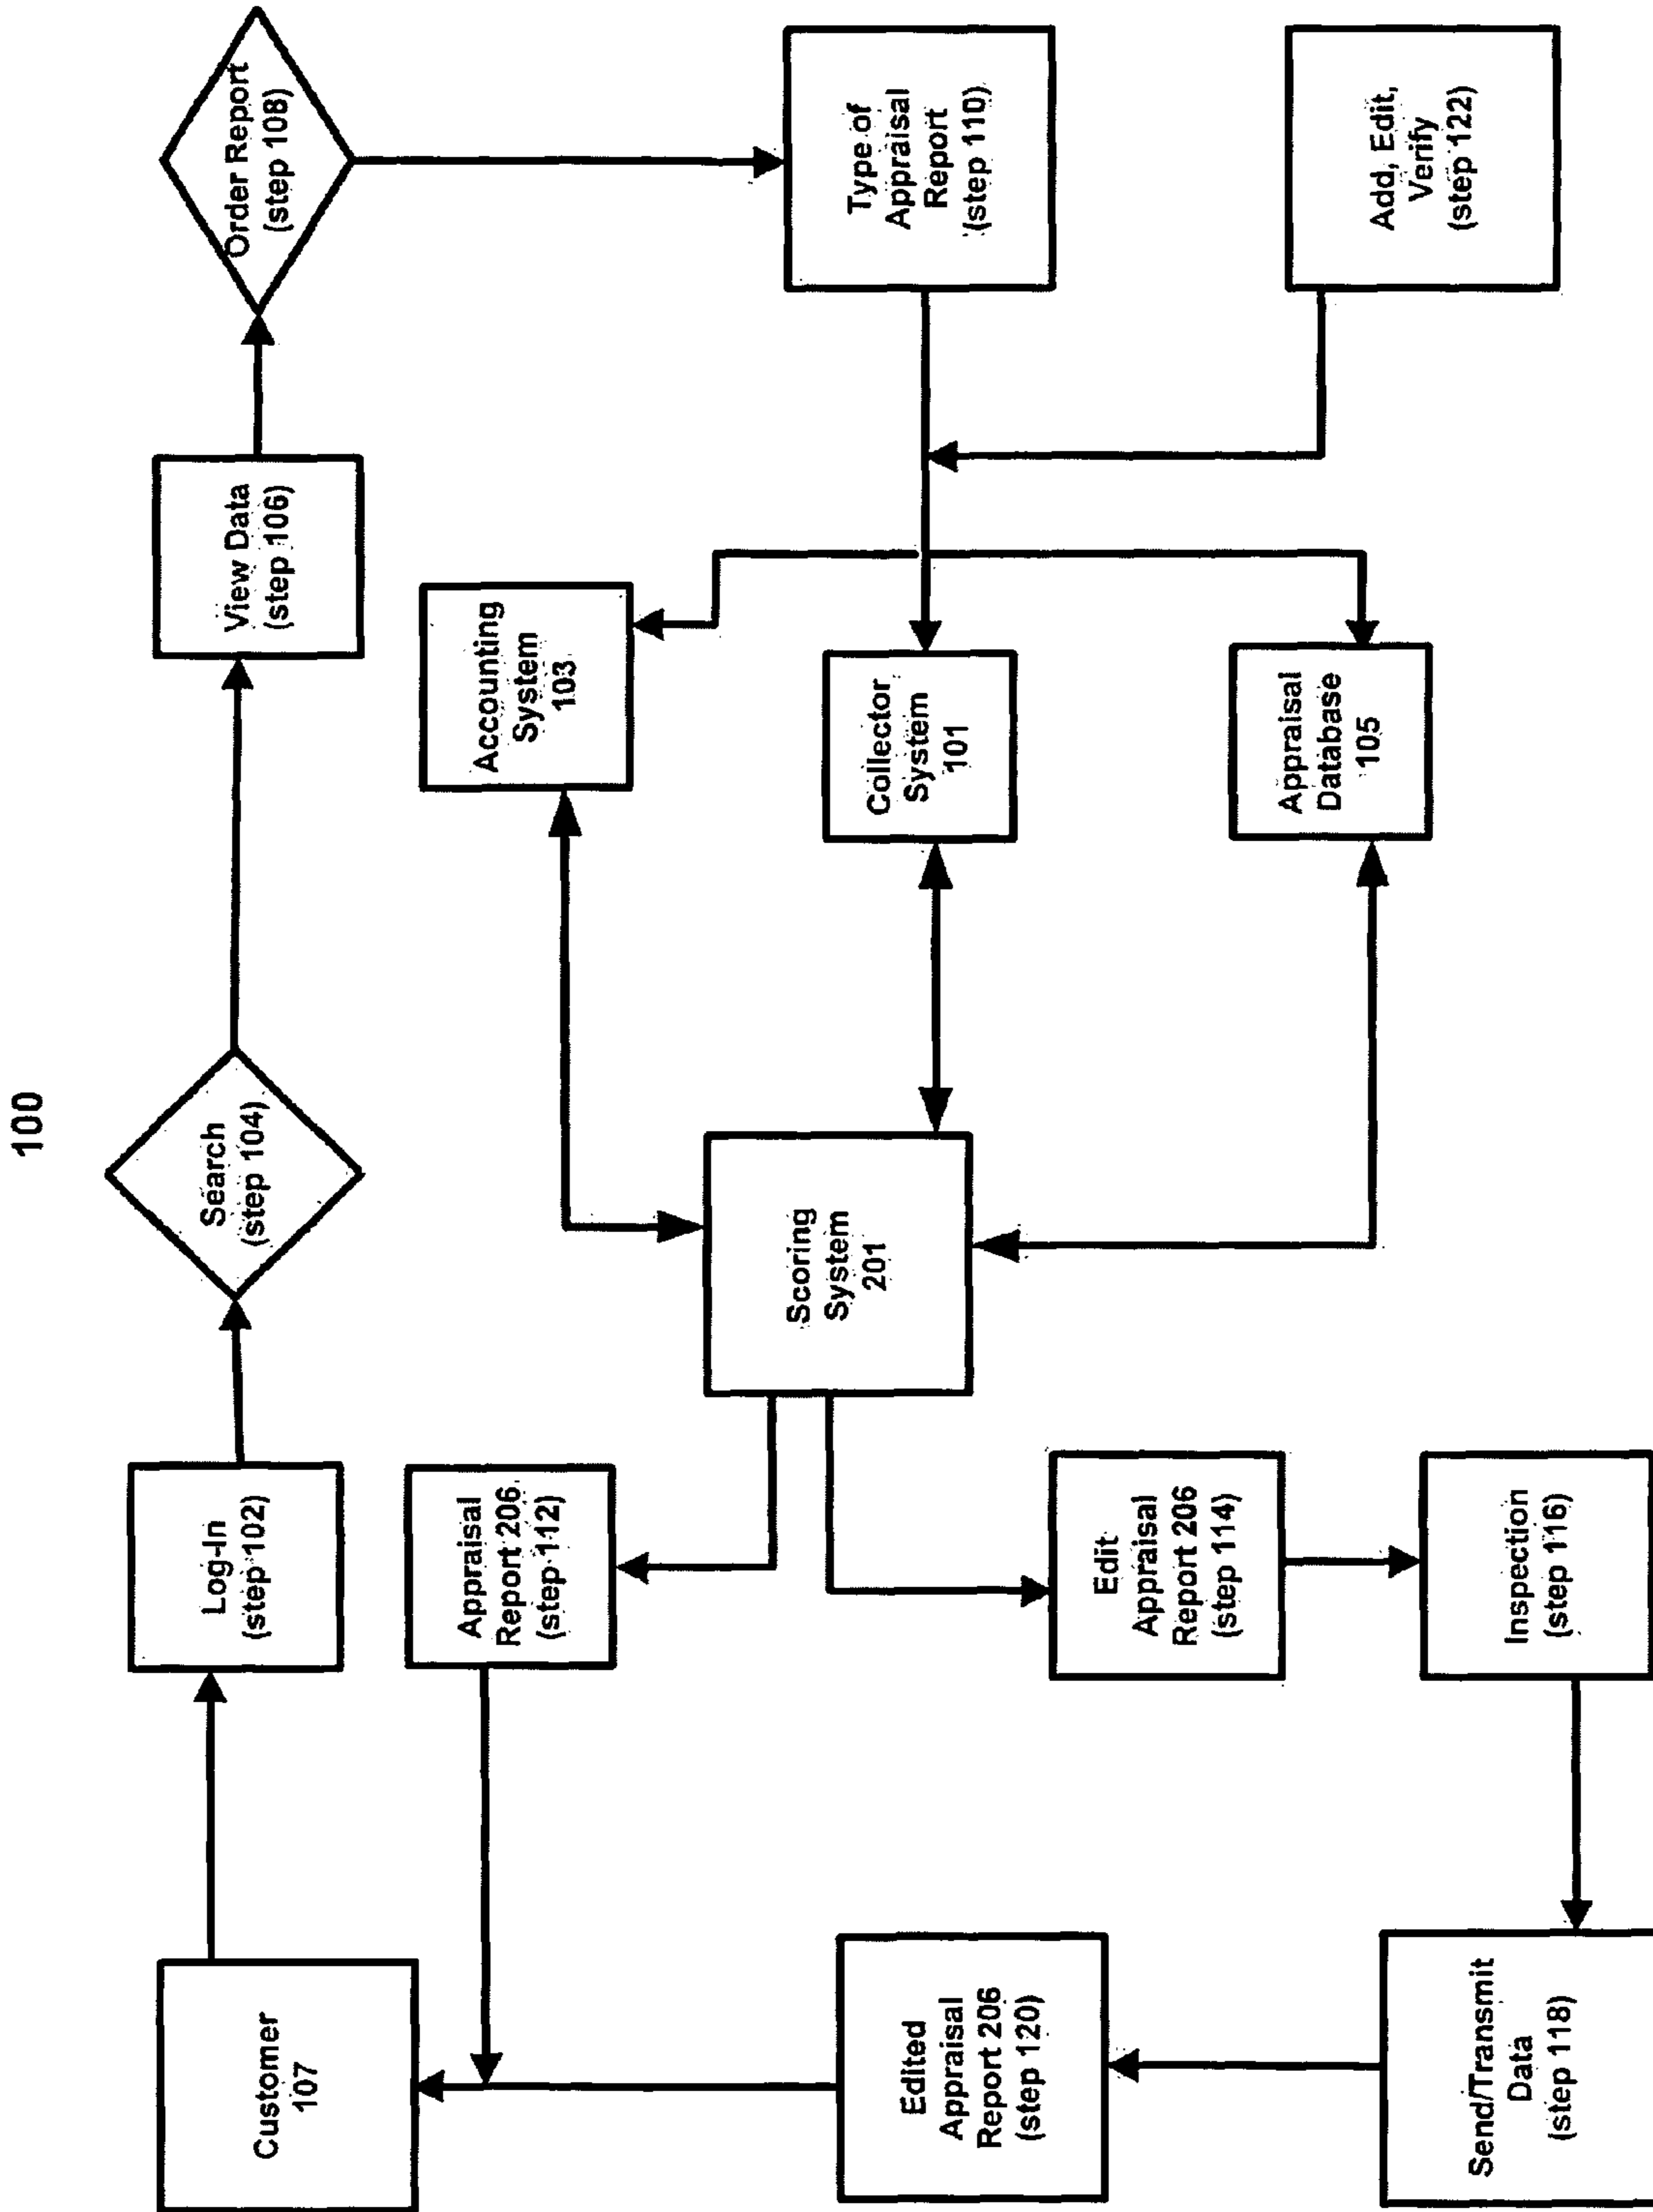 100
Customer
107
Log-In
(step 102)
Search
(step 104)
View Data
(step 106)
Order Report
(step 108)
Appraisal
Report 206
(step 112)
Accounting
System
103
Edited
Appraisal
Report 206
(step 120)
Scoring
System
201
Collector
System
101
Type of
Appraisal
Report
(step 110)
Edit
Appraisal
Report 206
(step 114)
Appraisal
Database
105
Add, Edit,
Verify
(step 122)
Send/Transmit
Data
(step 118)
Inspection
(step 116)